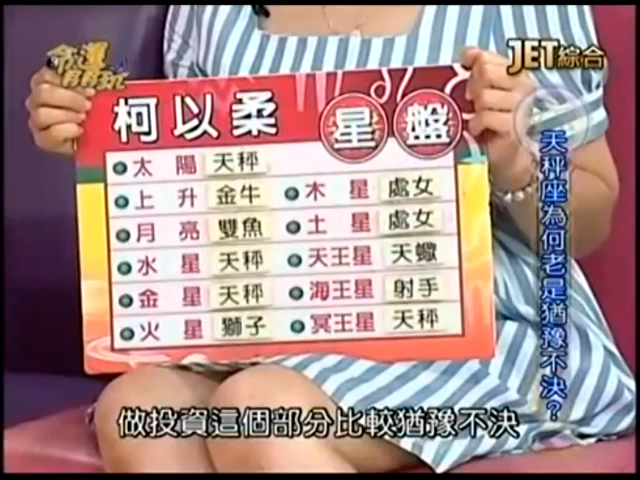 命運
好好玩
JET綜合
柯以柔 星盤
太陽 天秤
上升 金牛 木星 處女
月亮 雙魚 土星 處女
水星 天秤 天王星 天蠍
金星 天秤 海王星 射手
火星 獅子 冥王星 天秤
天秤座為何老是猶豫不決?
做投資這個部分比較猶豫不決